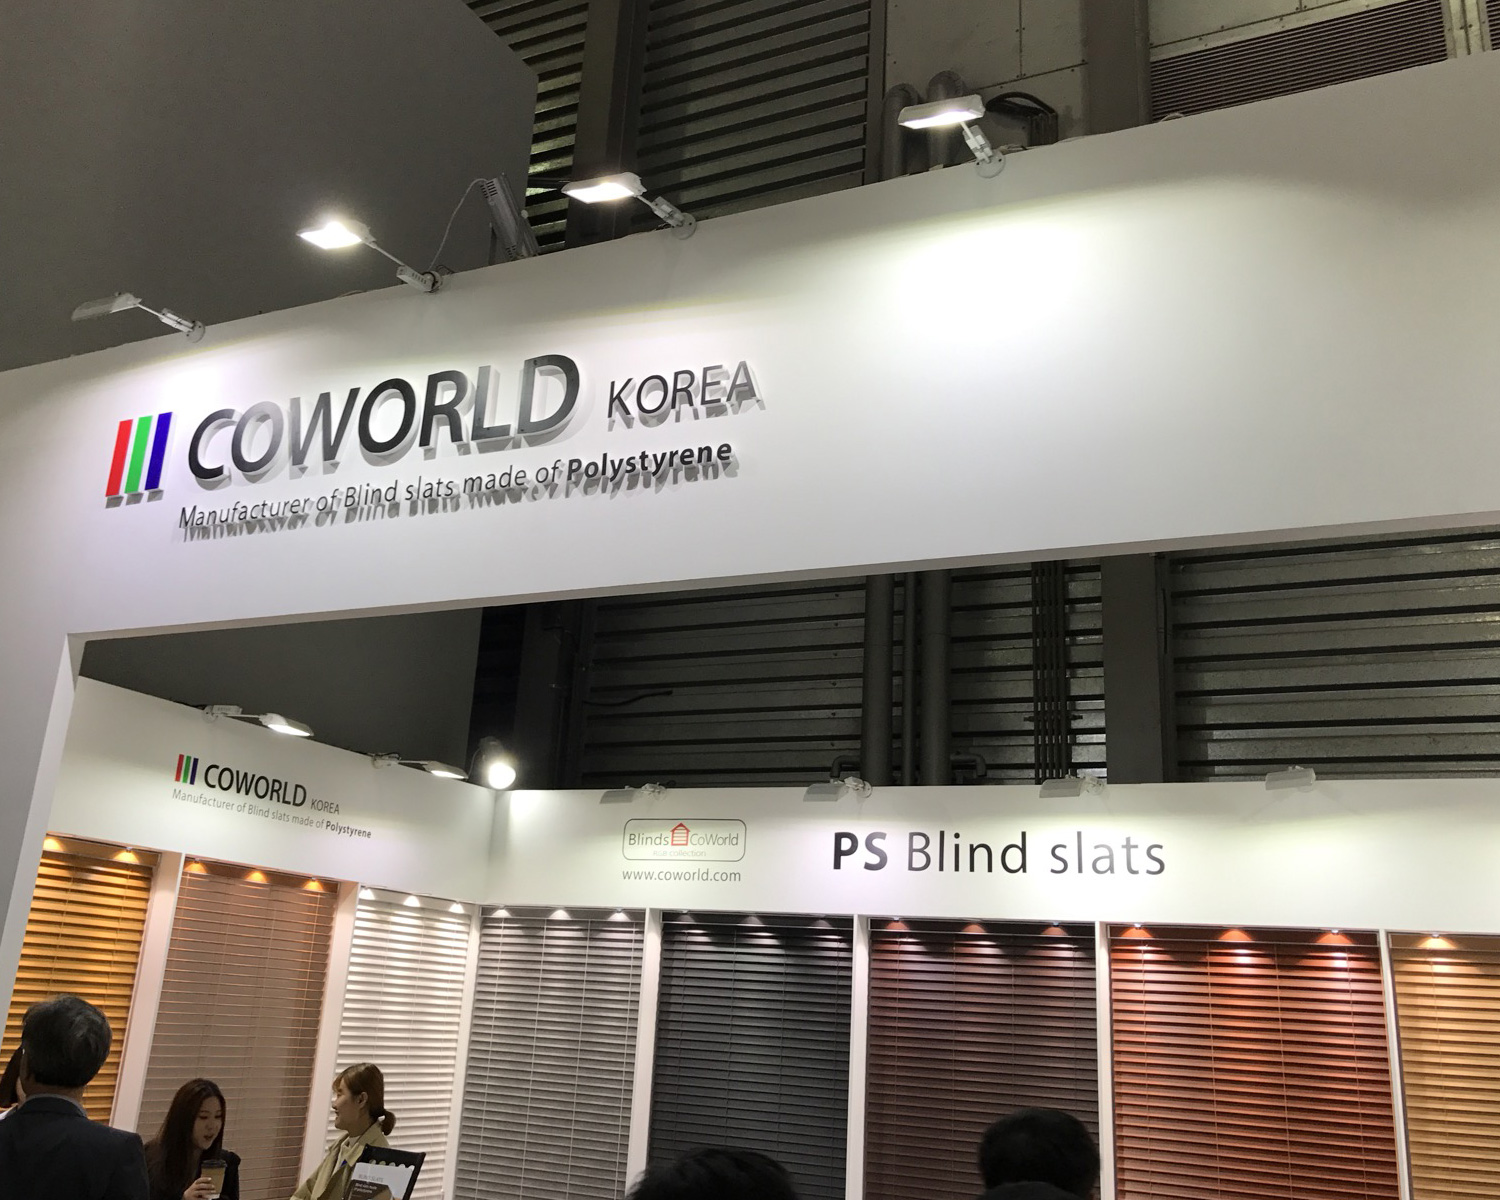 COWORLD KOREA
Manufacturer of Blind slats made of Polystyrene
COWORLD KOREA
Manufacturer of Blind slats made of Polystyrene
Blinds CoWorld
www.coworld.com
PS Blind slats